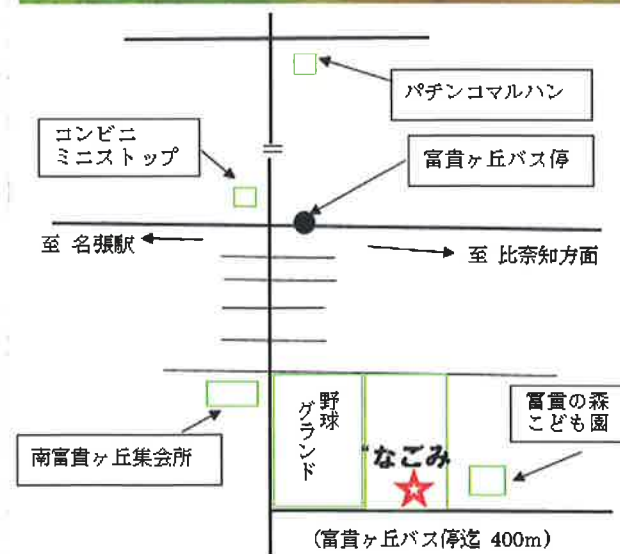 パチンコマルハン
コンビニ
ミニストップ
富貴ヶ丘バス停
至 名張駅
至 比奈知方面
野球
グランド
富貴の森
こども園
南富貴ヶ丘集会所
“なごみ
(富貴ヶ丘バス停迄 400m)